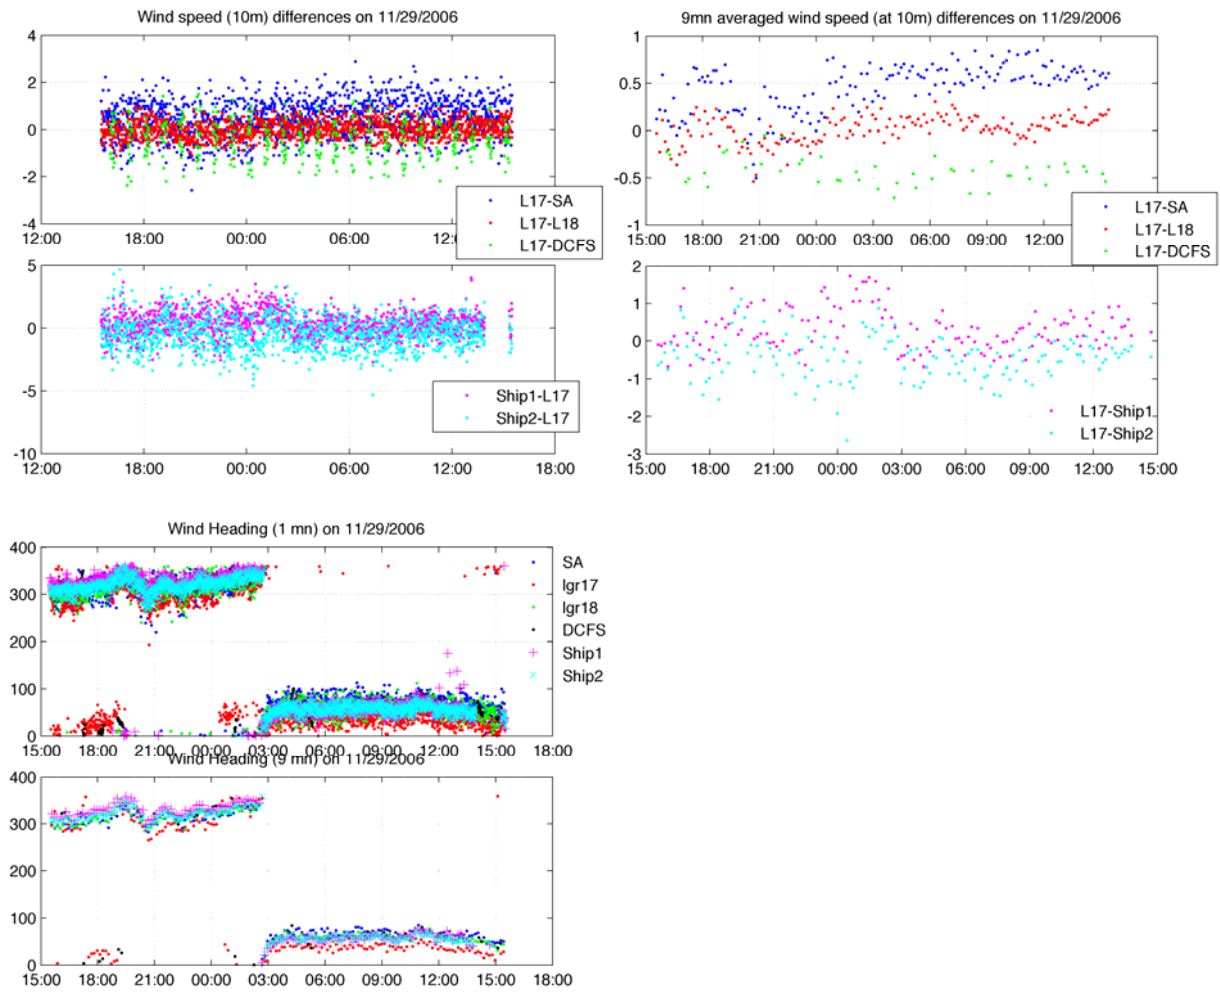 Wind speed (10m) differences on 11/29/2006
4
2
0
-2
-4
12:00 18:00 00:00 06:00 12:00
L17-SA
L17-L18
L17-DCFS
5
0
-5
-10
12:00 18:00 00:00 06:00 12:00 18:00
Ship1-L17
Ship2-L17
9mn averaged wind speed (at 10m) differences on 11/29/2006
1
0.5
0
-0.5
-1
15:00 18:00 21:00 00:00 03:00 06:00 09:00 12:00
L17-SA
L17-L18
L17-DCFS
2
1
0
-1
-2
-3
15:00 18:00 21:00 00:00 03:00 06:00 09:00 12:00 15:00
L17-Ship1
L17-Ship2
Wind Heading (1 mn) on 11/29/2006
400
300
200
100
0
15:00 18:00 21:00 00:00 03:00 06:00 09:00 12:00 15:00 18:00
SA
lgr17
lgr18
DCFS
Ship1
Ship2
Wind Heading (9 mn) on 11/29/2006
400
300
200
100
0
15:00 18:00 21:00 00:00 03:00 06:00 09:00 12:00 15:00 18:00